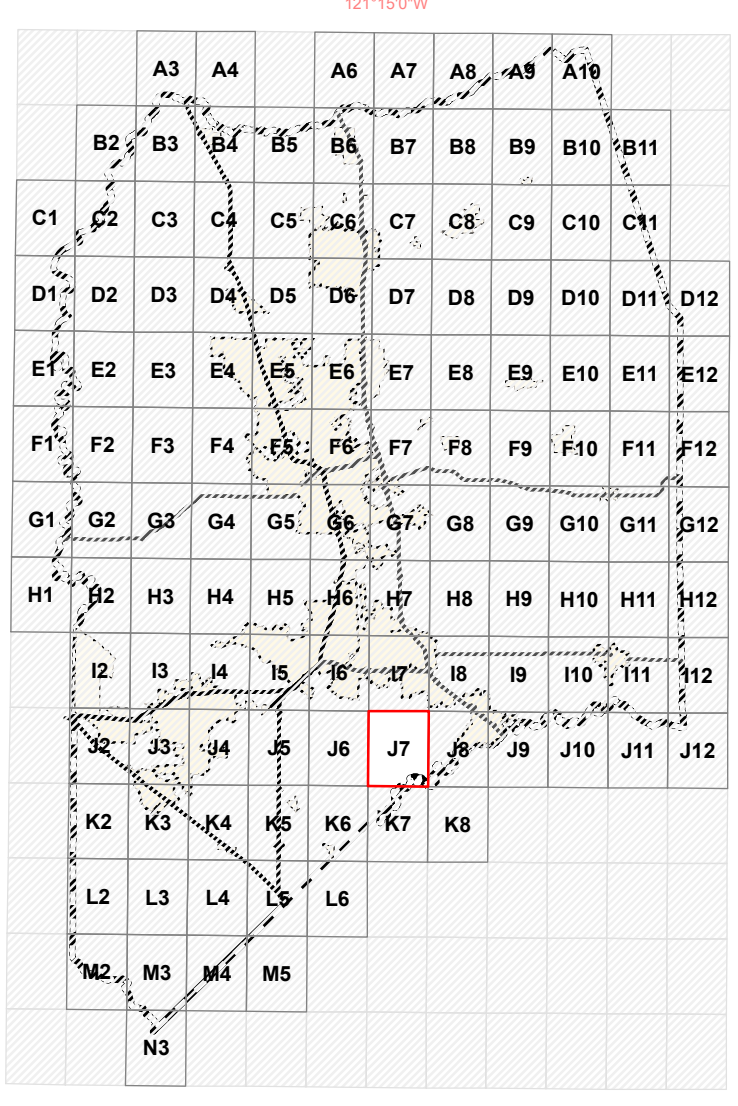 121°15'0"W
A3 A4 A6 A7 A8 A9 A10
B2 B3 B4 B5 B6 B7 B8 B9 B10 B11
C1 C2 C3 C4 C5 C6 C7 C8 C9 C10 C11
D1 D2 D3 D4 D5 D6 D7 D8 D9 D10 D11 D12
E1 E2 E3 E4 E5 E6 E7 E8 E9 E10 E11 E12
F1 F2 F3 F4 F5 F6 F7 F8 F9 F10 F11 F12
G1 G2 G3 G4 G5 G6 G7 G8 G9 G10 G11 G12
H1 H2 H3 H4 H5 H6 H7 H8 H9 H10 H11 H12
I2 I3 I4 I5 I6 I7 I8 I9 I10 I11 I12
J2 J3 J4 J5 J6 J7 J8 J9 J10 J11 J12
K2 K3 K4 K5 K6 K7 K8
L2 L3 L4 L5 L6
M2 M3 M4 M5
N3